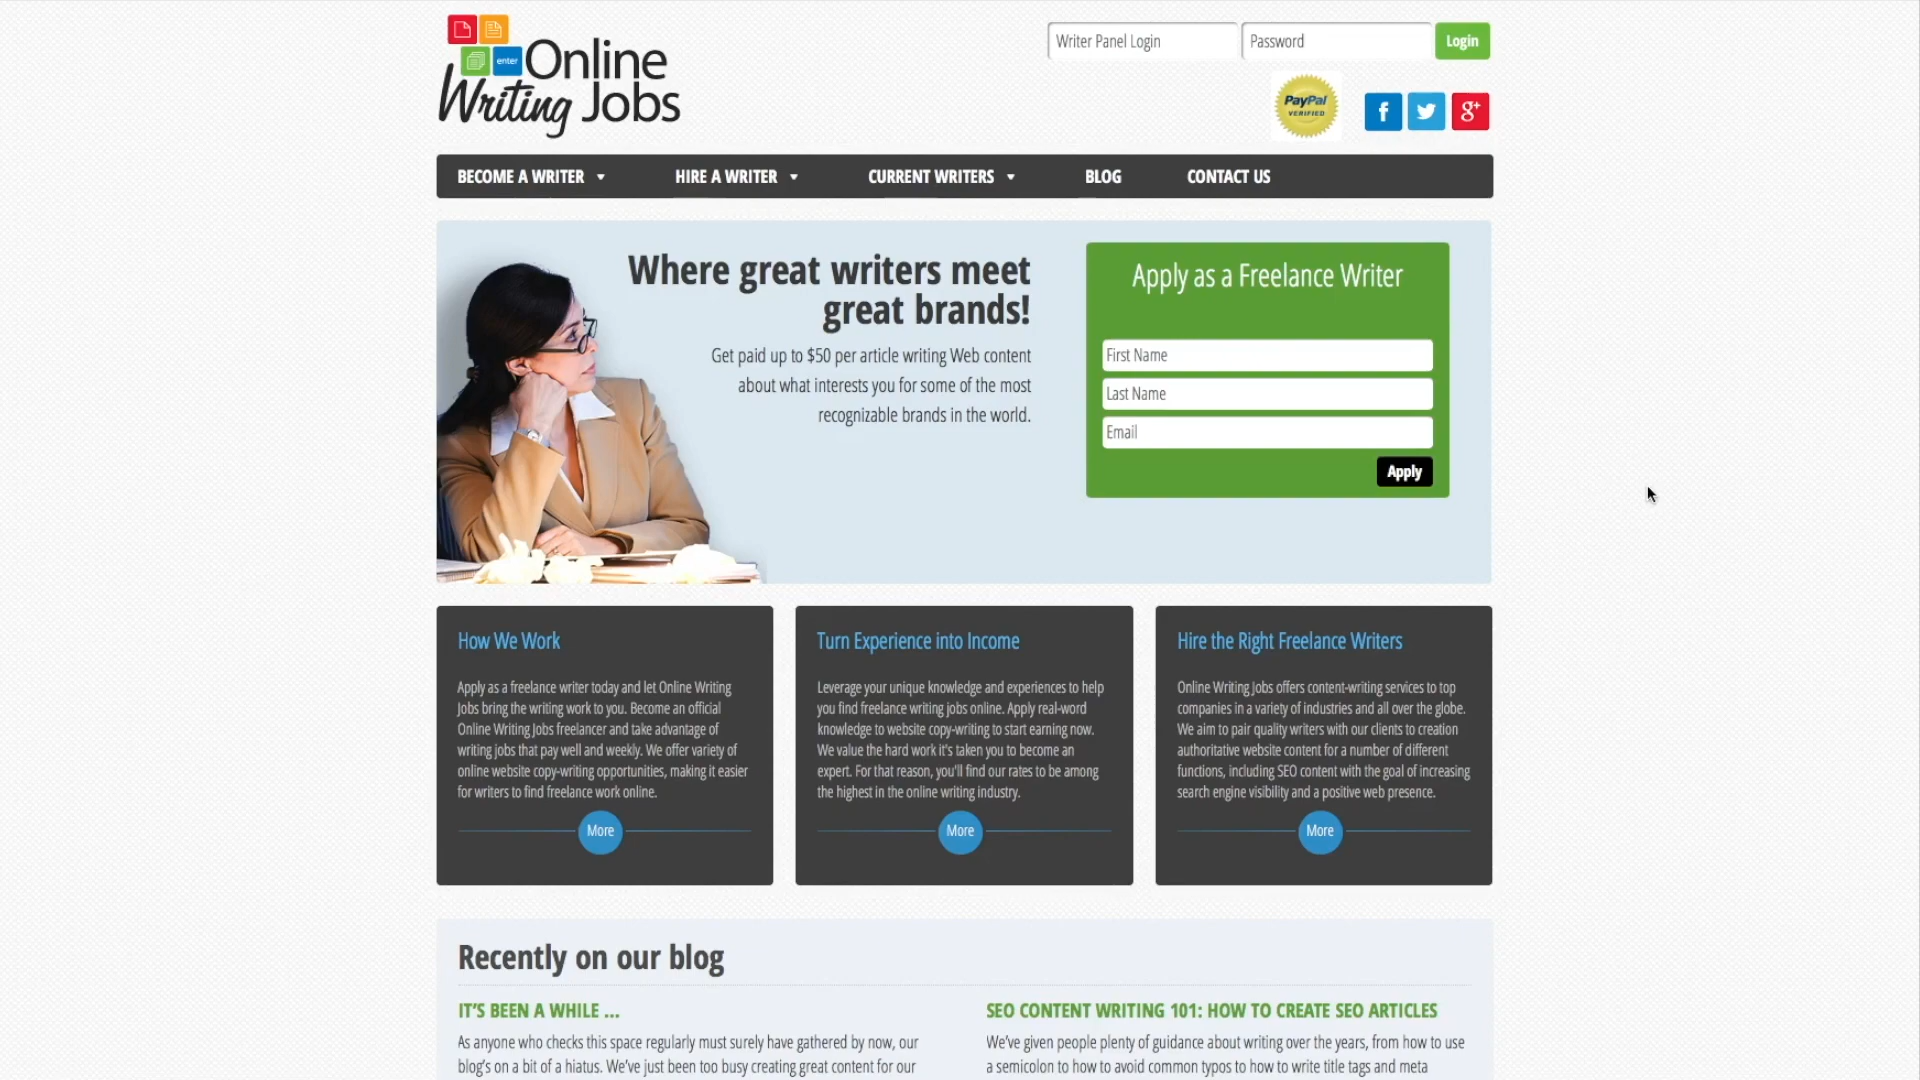 enter
Online
Writing Jobs
Writer Panel Login
Password
Login
PayPal
VERIFIED
BECOME A WRITER
HIRE A WRITER
CURRENT WRITERS
BLOG
CONTACT US
Where great writers meet
great brands!
Get paid up to $50 per article writing Web content
about what interests you for some of the most
recognizable brands in the world.
Apply as a Freelance Writer
First Name
Last Name
Email
Apply
How We Work
Apply as a freelance writer today and let Online Writing
Jobs bring the writing work to you. Become an official
Online Writing Jobs freelancer and take advantage of
writing jobs that pay well and weekly. We offer variety of
online website copy-writing opportunities, making it easier
for writers to find freelance work online.
More
Turn Experience into Income
Leverage your unique knowledge and experiences to help
you find freelance writing jobs online. Apply real-word
knowledge to website copy-writing to start earning now.
We value the hard work it's taken you to become an
expert. For that reason, you'll find our rates to be among
the highest in the online writing industry.
More
Hire the Right Freelance Writers
Online Writing Jobs offers content-writing services to top
companies in a variety of industries and all over the globe.
We aim to pair quality writers with our clients to creation
authoritative website content for a number of different
functions, including SEO content with the goal of increasing
search engine visibility and a positive web presence.
More
Recently on our blog
IT'S BEEN A WHILE ...
As anyone who checks this space regularly must surely have gathered by now, our
blog's on a bit of a hiatus. We've just been too busy creating great content for our
SEO CONTENT WRITING 101: HOW TO CREATE SEO ARTICLES
We've given people plenty of guidance about writing over the years, from how to use
a semicolon to how to avoid common typos to how to write title tags and meta